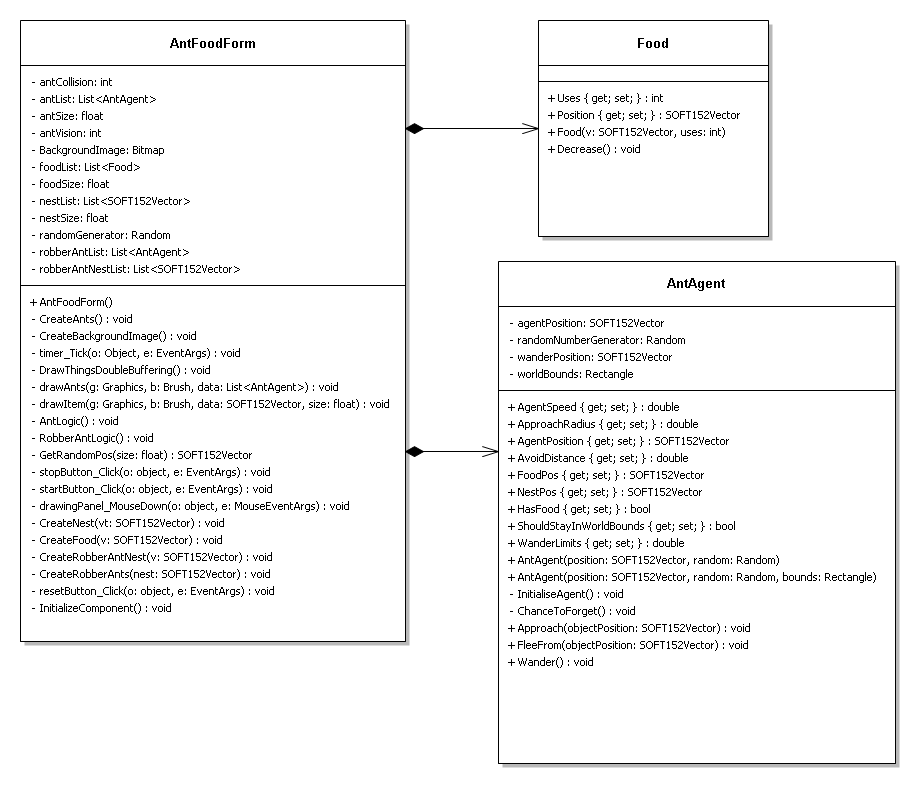 AntFoodForm
- antCollision: int
- antList: List<AntAgent>
- antSize: float
- antVision: int
- BackgroundImage: Bitmap
- foodList: List<Food>
- foodSize: float
- nestList: List<SOFT152Vector>
- nestSize: float
- randomGenerator: Random
- robberAntList: List<AntAgent>
- robberAntNestList: List<SOFT152Vector>
+ AntFoodForm()
- CreateAnts() : void
- CreateBackgroundImage() : void
- timer_Tick(o: Object, e: EventArgs) : void
- DrawThingsDoubleBuffering() : void
- drawAnts(g: Graphics, b: Brush, data: List<AntAgent>) : void
- drawItem(g: Graphics, b: Brush, data: SOFT152Vector, size: float) : void
- AntLogic() : void
- RobberAntLogic() : void
- GetRandomPos(size: float) : SOFT152Vector
- stopButton_Click(o: object, e: EventArgs) : void
- startButton_Click(o: object, e: EventArgs) : void
- drawingPanel_MouseDown(o: object, e: MouseEventArgs) : void
- CreateNest(vt: SOFT152Vector) : void
- CreateFood(v: SOFT152Vector) : void
- CreateRobberAntNest(v: SOFT152Vector) : void
- CreateRobberAnts(nest: SOFT152Vector) : void
- resetButton_Click(o: object, e: EventArgs) : void
- InitializeComponent() : void
Food
+ Uses { get; set; } : int
+ Position { get; set; } : SOFT152Vector
+ Food(v: SOFT152Vector, uses: int)
+ Decrease() : void
AntAgent
- agentPosition: SOFT152Vector
- randomNumberGenerator: Random
- wanderPosition: SOFT152Vector
- worldBounds: Rectangle
+ AgentSpeed { get; set; } : double
+ ApproachRadius { get; set; } : double
+ AgentPosition { get; set; } : SOFT152Vector
+ AvoidDistance { get; set; } : double
+ FoodPos { get; set; } : SOFT152Vector
+ NestPos { get; set; } : SOFT152Vector
+ HasFood { get; set; } : bool
+ ShouldStayInWorldBounds { get; set; } : bool
+ WanderLimits { get; set; } : double
+ AntAgent(position: SOFT152Vector, random: Random)
+ AntAgent(position: SOFT152Vector, random: Random, bounds: Rectangle)
- InitialiseAgent() : void
- ChanceToForget() : void
+ Approach(objectPosition: SOFT152Vector) : void
+ FleeFrom(objectPosition: SOFT152Vector) : void
+ Wander() : void